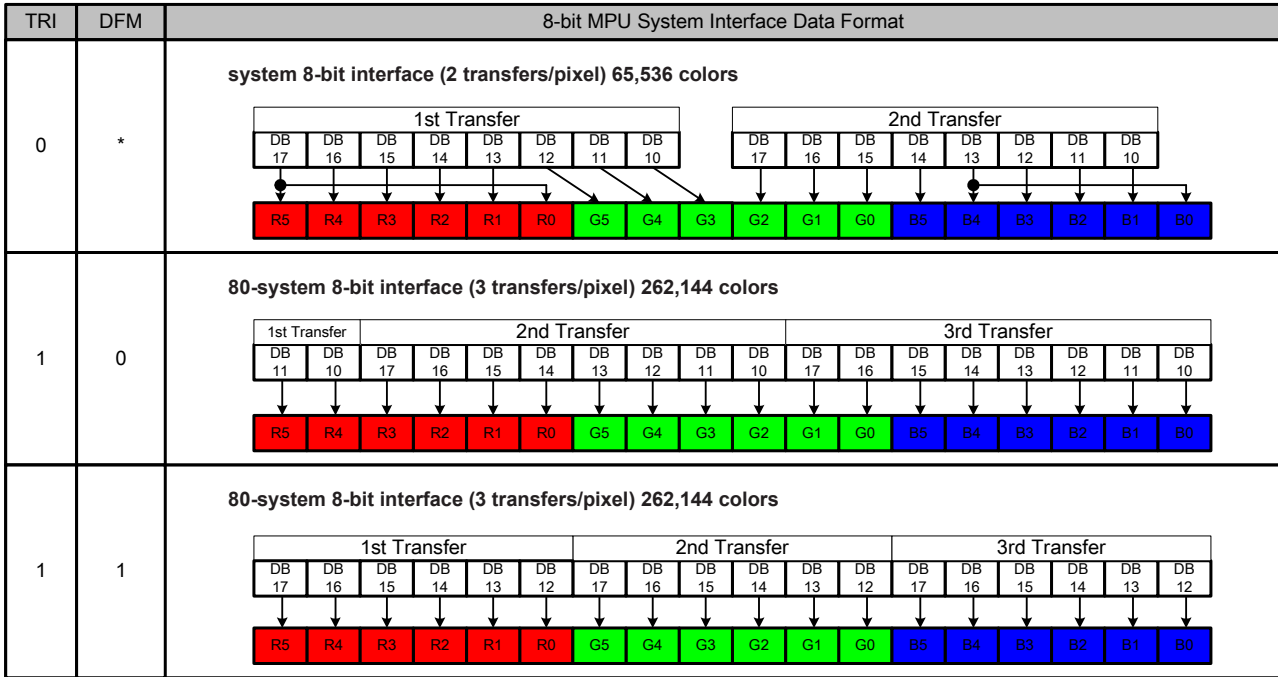 TRI DFM 8-bit MPU System Interface Data Format
0 *
system 8-bit interface (2 transfers/pixel) 65,536 colors
1st Transfer 2nd Transfer
DB DB DB DB DB DB DB DB DB DB DB DB DB DB DB DB
17 16 15 14 13 12 11 10 17 16 15 14 13 12 11 10
R5 R4 R3 R2 R1 R0 G5 G4 G3 G2 G1 G0 B5 B4 B3 B2 B1 B0
1 0
80-system 8-bit interface (3 transfers/pixel) 262,144 colors
1st Transfer 2nd Transfer 3rd Transfer
DB DB DB DB DB DB DB DB DB DB DB DB DB DB DB DB DB DB
11 10 17 16 15 14 13 12 11 10 17 16 15 14 13 12 11 10
R5 R4 R3 R2 R1 R0 G5 G4 G3 G2 G1 G0 B5 B4 B3 B2 B1 B0
1 1
80-system 8-bit interface (3 transfers/pixel) 262,144 colors
1st Transfer 2nd Transfer 3rd Transfer
DB DB DB DB DB DB DB DB DB DB DB DB DB DB DB DB DB DB
17 16 15 14 13 12 17 16 15 14 13 12 17 16 15 14 13 12
R5 R4 R3 R2 R1 R0 G5 G4 G3 G2 G1 G0 B5 B4 B3 B2 B1 B0